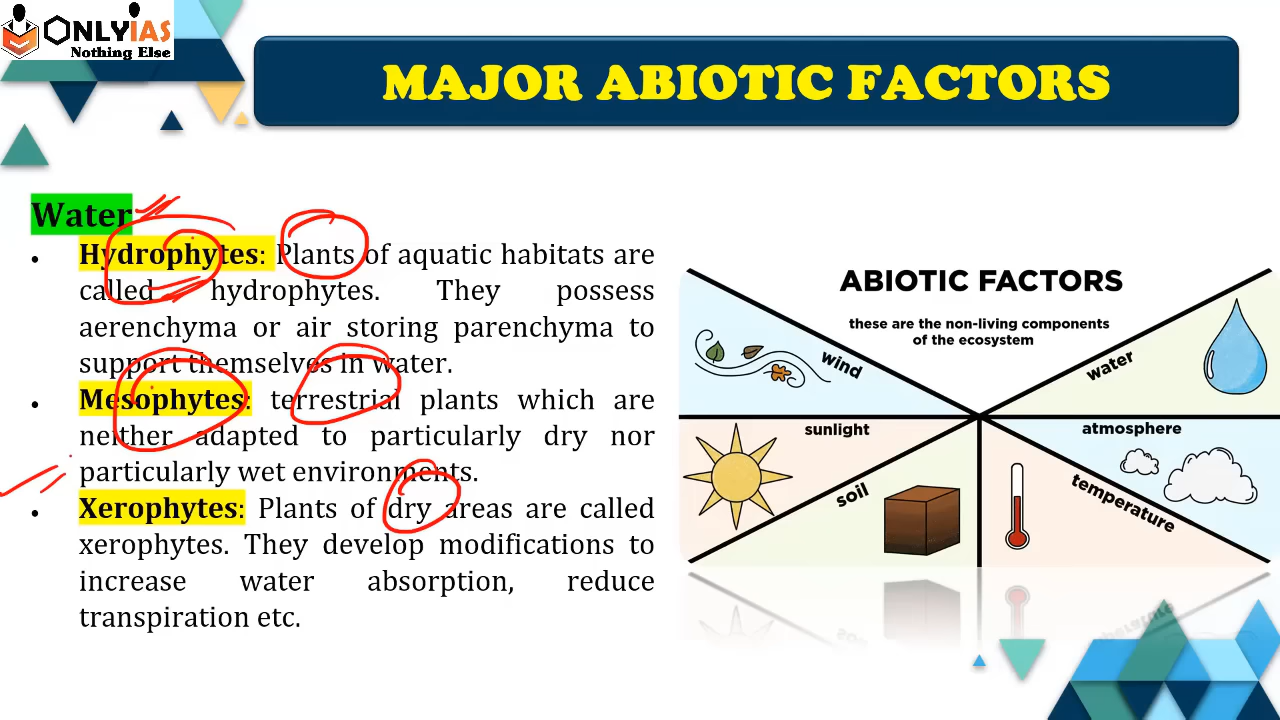 ONLYIAS
Nothing Else
MAJOR ABIOTIC FACTORS
Water
• Hydrophytes: Plants of aquatic habitats are
called hydrophytes. They possess
aerenchyma or air storing parenchyma to
support themselves in water.
• Mesophytes: terrestrial plants which are
neither adapted to particularly dry nor
particularly wet environments.
• Xerophytes: Plants of dry areas are called
xerophytes. They develop modifications to
increase water absorption, reduce
transpiration etc.
ABIOTIC FACTORS
these are the non-living components
of the ecosystem
wind
water
sunlight
atmosphere
soil
temperature